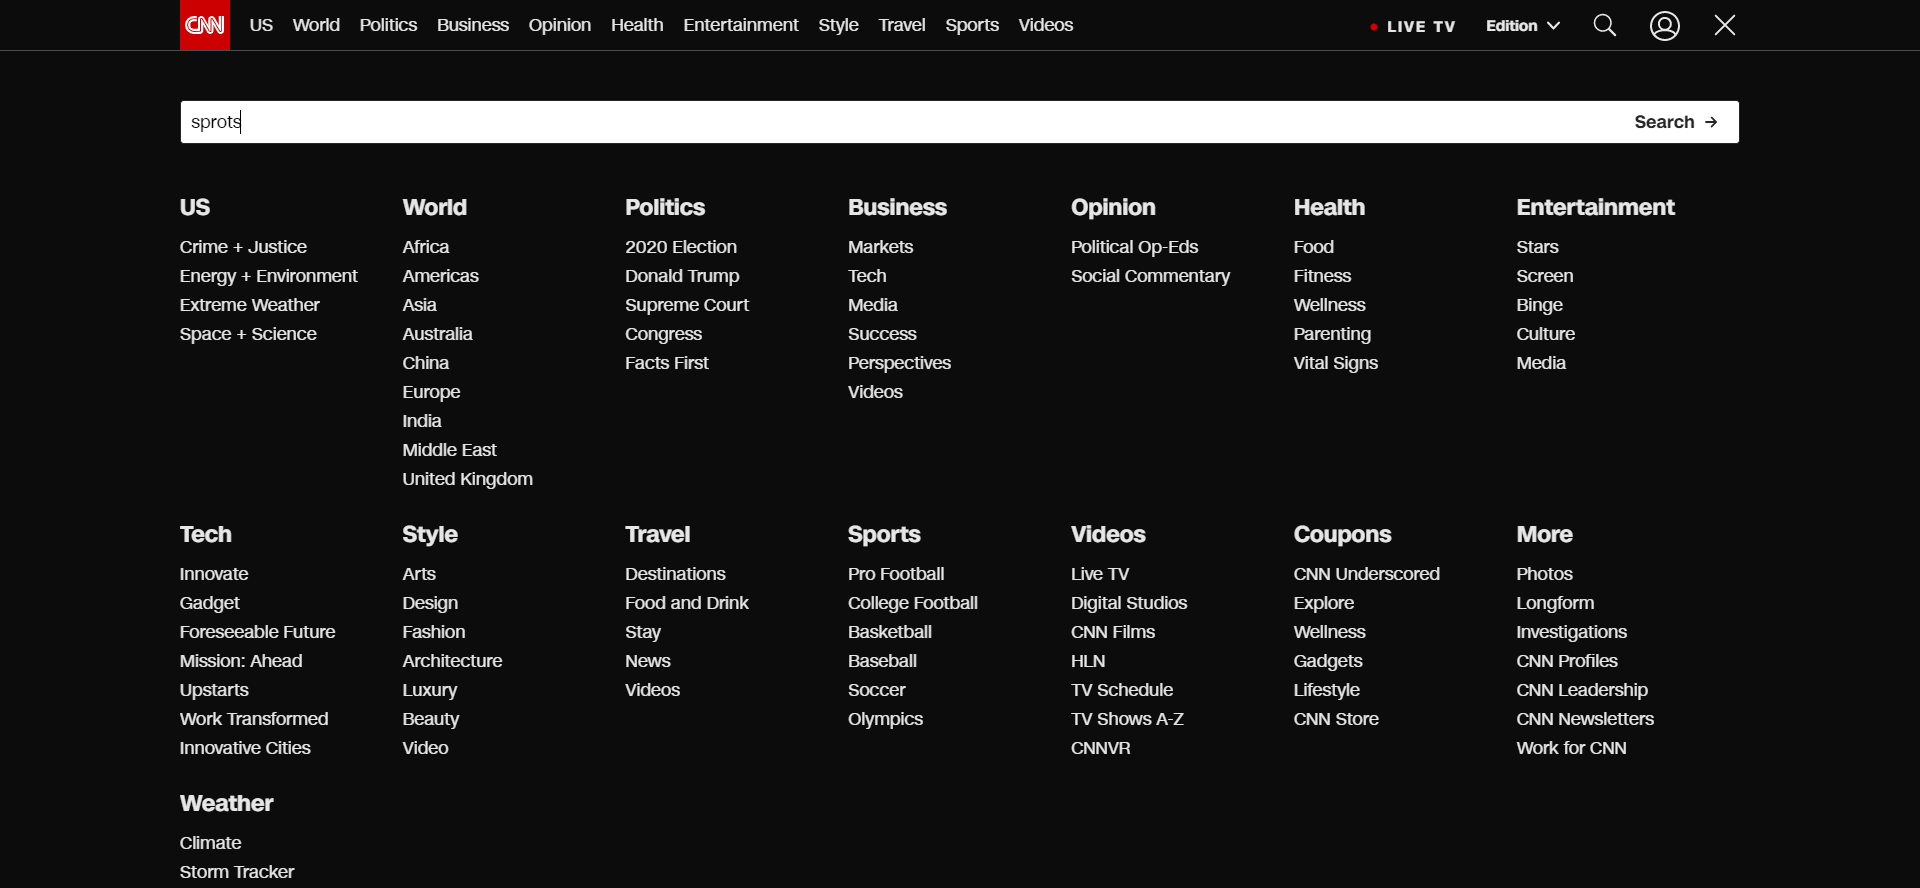 CNN US World Politics Business Opinion Health Entertainment Style Travel Sports Videos LIVE TV Edition
sprots Search →
US World Politics Business Opinion Health Entertainment
Crime + Justice Africa 2020 Election Markets Political Op-Eds Food Stars
Energy + Environment Americas Donald Trump Tech Social Commentary Fitness Screen
Extreme Weather Asia Supreme Court Media Wellness Binge
Space + Science Australia Congress Success Parenting Culture
China Facts First Perspectives Vital Signs Media
Europe Videos
India
Middle East
United Kingdom
Tech Style Travel Sports Videos Coupons More
Innovate Arts Destinations Pro Football Live TV CNN Underscored Photos
Gadget Design Food and Drink College Football Digital Studios Explore Longform
Foreseeable Future Fashion Stay Basketball CNN Films Wellness Investigations
Mission: Ahead Architecture News Baseball HLN Gadgets CNN Profiles
Upstarts Luxury Videos Soccer TV Schedule Lifestyle CNN Leadership
Work Transformed Beauty Olympics TV Shows A-Z CNN Store CNN Newsletters
Innovative Cities Video CNNVR Work for CNN
Weather
Climate
Storm Tracker